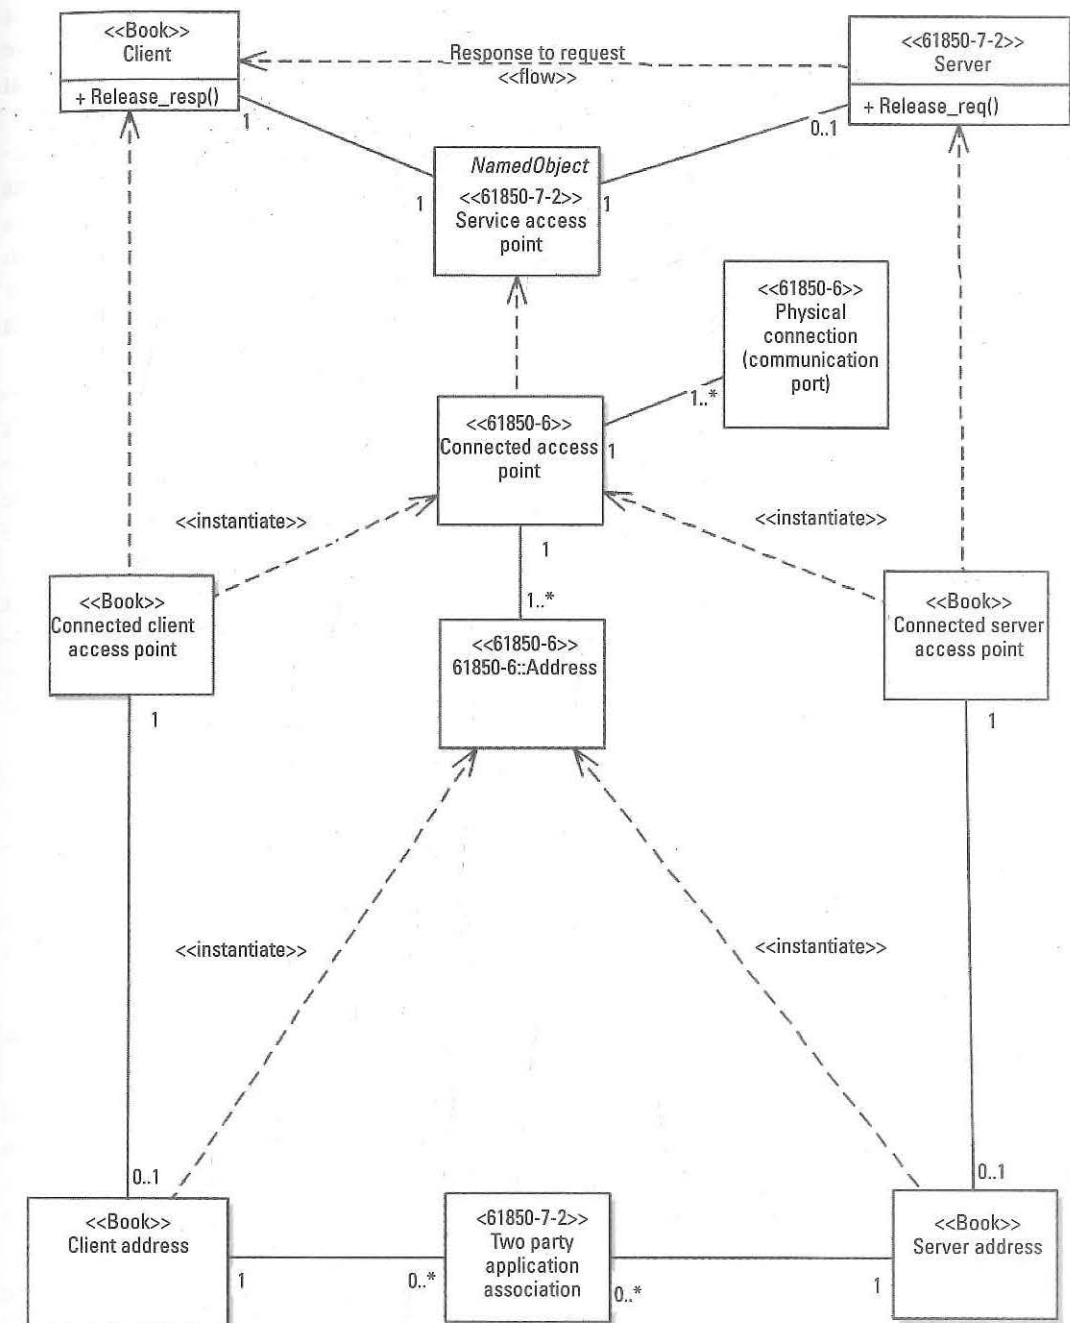 <<Book>>
Client
+ Release_resp()
Response to request
<<flow>>
<<61850-7-2>>
Server
+ Release_req()
1
0..1
NamedObject
<<61850-7-2>>
Service access
point
1
1
<<61850-6>>
Physical
connection
(communication
port)
1..*
<<61850-6>>
Connected access
point
1
<<instantiate>>
<<instantiate>>
1
1..*
<<Book>>
Connected client
access point
<<61850-6>>
61850-6::Address
<<Book>>
Connected server
access point
1
1
<<instantiate>>
<<instantiate>>
0..1
0..1
<<Book>>
Client address
<61850-7-2>>
Two party
application
association
<<Book>>
Server address
1
0..*
0..*
1